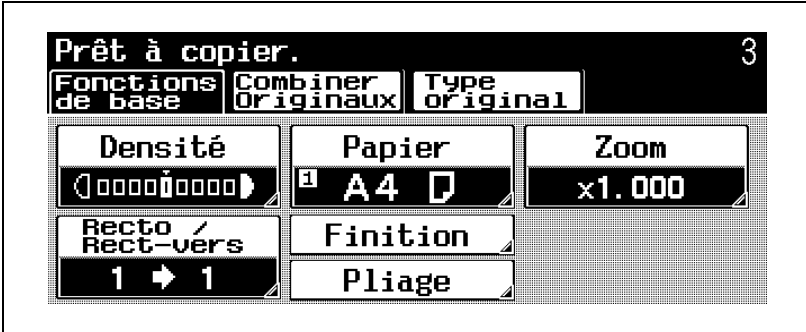 Prêt à copier. 3
Fonctions de base
Combiner Originaux
Type original
Densité
Papier
Zoom
1 A4
x1.000
Recto / Rect-vers
1 → 1
Finition
Pliage